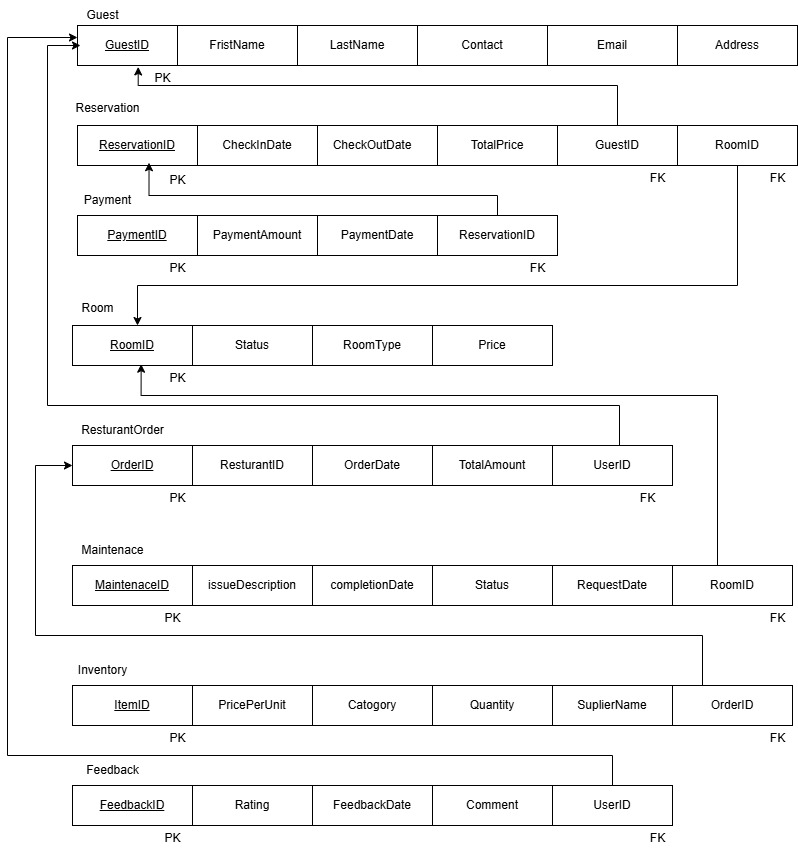 Guest
GuestID FristName LastName Contact Email Address
PK
Reservation
ReservationID CheckInDate CheckOutDate TotalPrice GuestID RoomID
PK FK FK
Payment
PaymentID PaymentAmount PaymentDate ReservationID
PK FK
Room
RoomID Status RoomType Price
PK
ResturantOrder
OrderID ResturantID OrderDate TotalAmount UserID
PK FK
Maintenace
MaintenaceID issueDescription completionDate Status RequestDate RoomID
PK FK
Inventory
ItemID PricePerUnit Catogory Quantity SuplierName OrderID
PK FK
Feedback
FeedbackID Rating FeedbackDate Comment UserID
PK FK